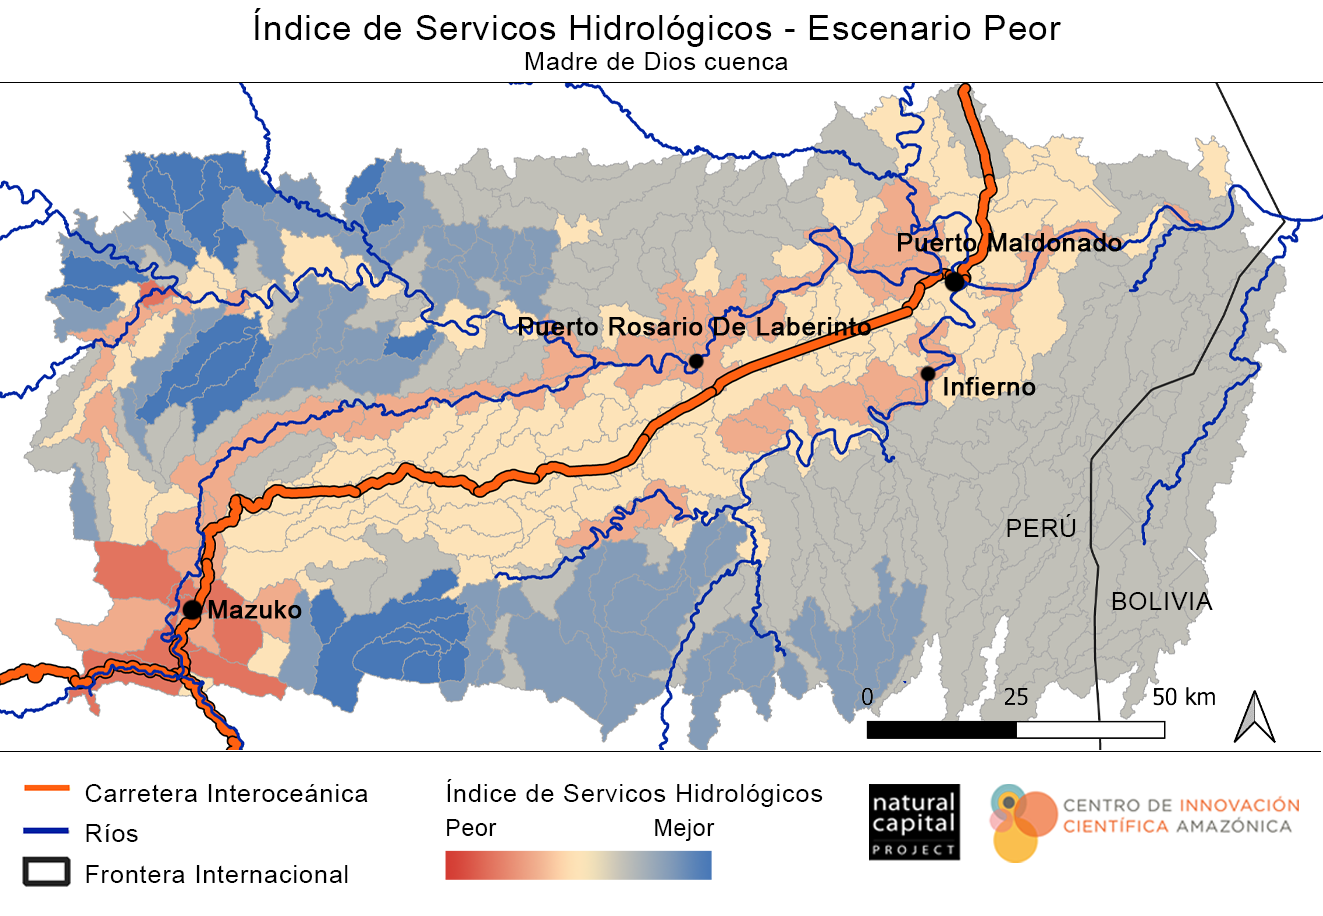 Índice de Servicos Hidrológicos - Escenario Peor
Madre de Dios cuenca
Puerto Maldonado
Puerto Rosario De Laberinto
Infierno
PERÚ
BOLIVIA
Mazuko
0 25 50 km
Carretera Interoceánica
Ríos
Frontera Internacional
Índice de Servicos Hidrológicos
Peor Mejor
natural
capital
PROJECT
CENTRO DE INNOVACIÓN
CIENTÍFICA AMAZÓNICA